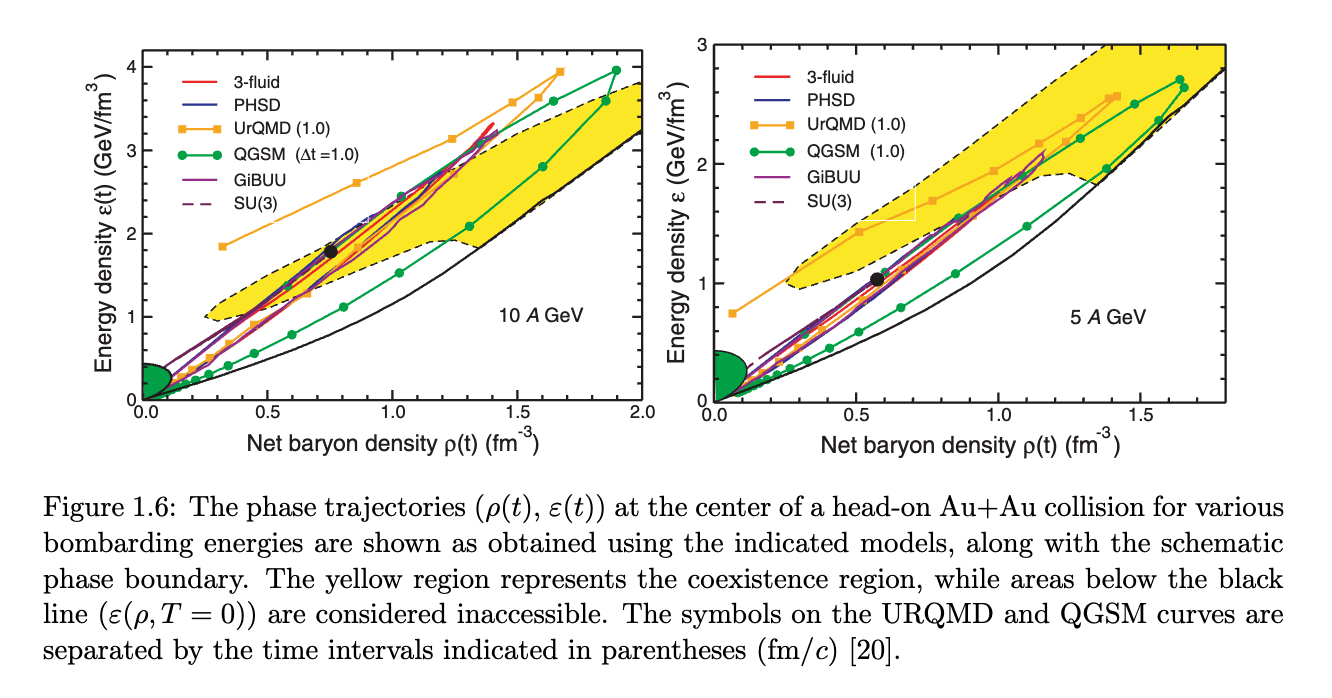 4
3
2
1
0
0.0
0.5
1.0
1.5
2.0
Energy density ε(t) (GeV/fm³)
Net baryon density ρ(t) (fm⁻³)
3-fluid
PHSD
UrQMD (1.0)
QGSM (Δt =1.0)
GiBUU
SU(3)
10 A GeV
3
2
1
0
0.0
0.5
1.0
1.5
Energy density ε (GeV/fm³)
Net baryon density ρ(t) (fm⁻³)
3-fluid
PHSD
UrQMD (1.0)
QGSM (1.0)
GiBUU
SU(3)
5 A GeV
Figure 1.6: The phase trajectories (ρ(t), ε(t)) at the center of a head-on Au+Au collision for various
bombarding energies are shown as obtained using the indicated models, along with the schematic
phase boundary. The yellow region represents the coexistence region, while areas below the black
line (ε(ρ, T = 0)) are considered inaccessible. The symbols on the URQMD and QGSM curves are
separated by the time intervals indicated in parentheses (fm/c) [20].